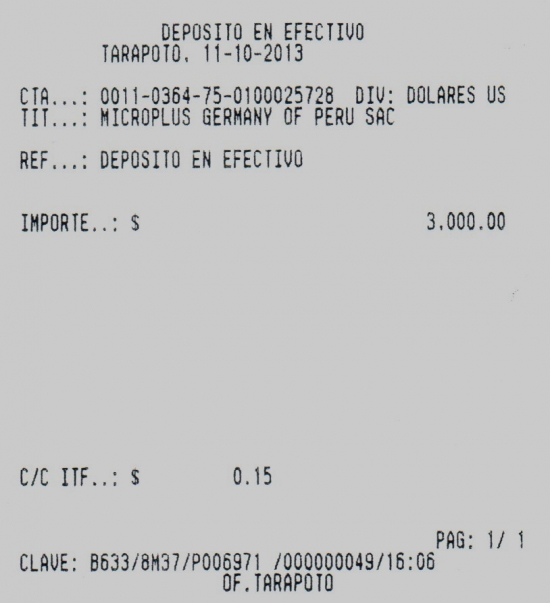 DEPOSITO EN EFECTIVO
TARAPOTO, 11-10-2013
CTA...: 0011-0364-75-0100025728 DIV: DOLARES US
TIT...: MICROPLUS GERMANY OF PERU SAC
REF...: DEPOSITO EN EFECTIVO
IMPORTE..: $ 3.000.00
C/C ITF..: $ 0.15
PAG: 1/ 1
CLAVE: B633/8M37/P006971 /000000049/16:06
OF.TARAPOTO